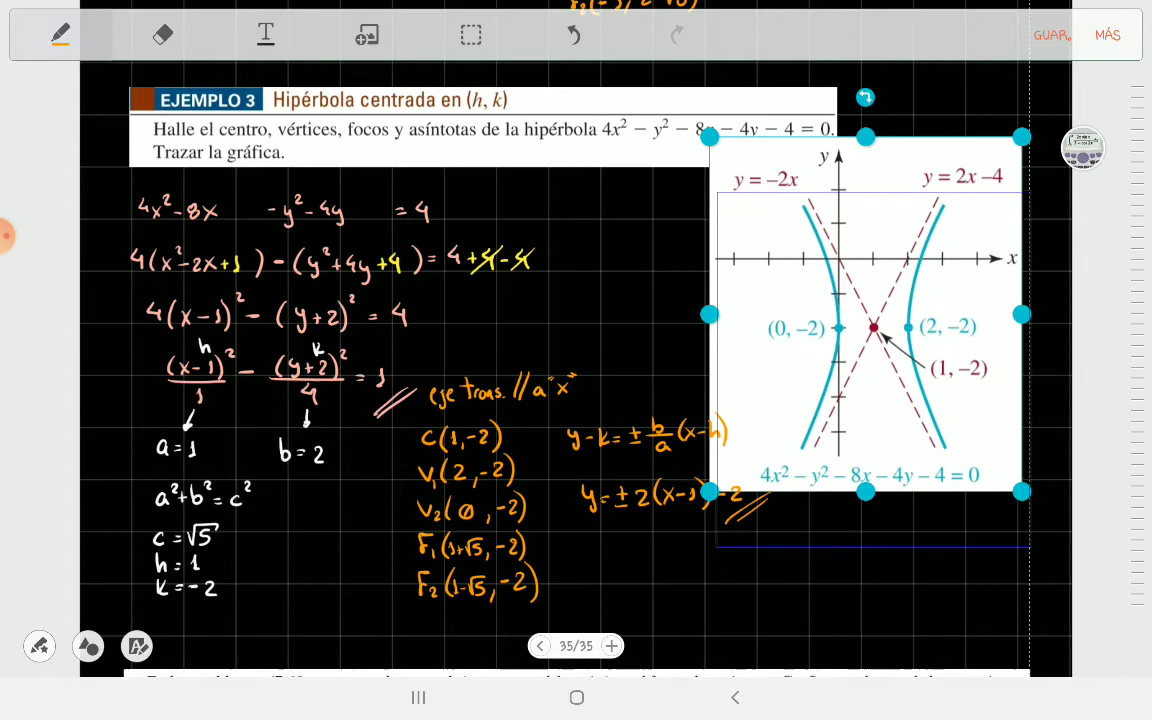 GUAR.
MÁS
EJEMPLO 3 Hipérbola centrada en (h, k)
Halle el centro, vértices, focos y asíntotas de la hipérbola 4x² − y² − 8x − 4y − 4 = 0.
Trazar la gráfica.
4x²-8x -y²-4y = 4
4(x²-2x+1 ) - (y²+4y+4 ) = 4 +4-4
4(x-1)² - (y+2)² = 4
h k
(x-1)²/1 - (y+2)²/4 = 1
a=1 b=2
a²+b²=c²
c=√5
h=1
k=-2
eje trans. // a "x"
C(1,-2)
V₁(2,-2)
V₂(0,-2)
F₁(1+√5,-2)
F₂(1-√5,-2)
y-k=± b/a (x-h)
y=±2(x-1)-2
y
y = −2x
y = 2x −4
x
(0, −2)
(2, −2)
(1, −2)
4x² − y² − 8x − 4y − 4 = 0
35/35